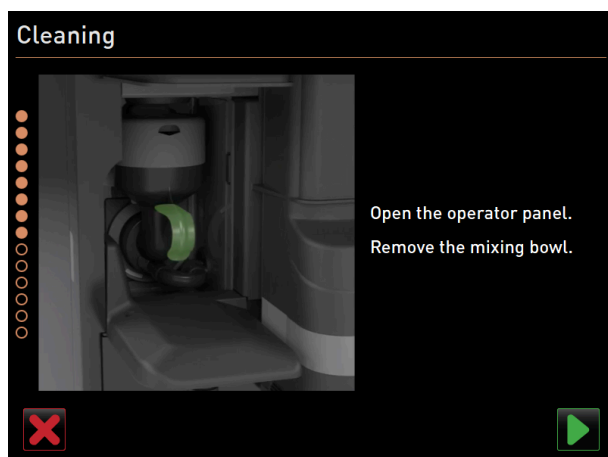 Cleaning
Open the operator panel.
Remove the mixing bowl.